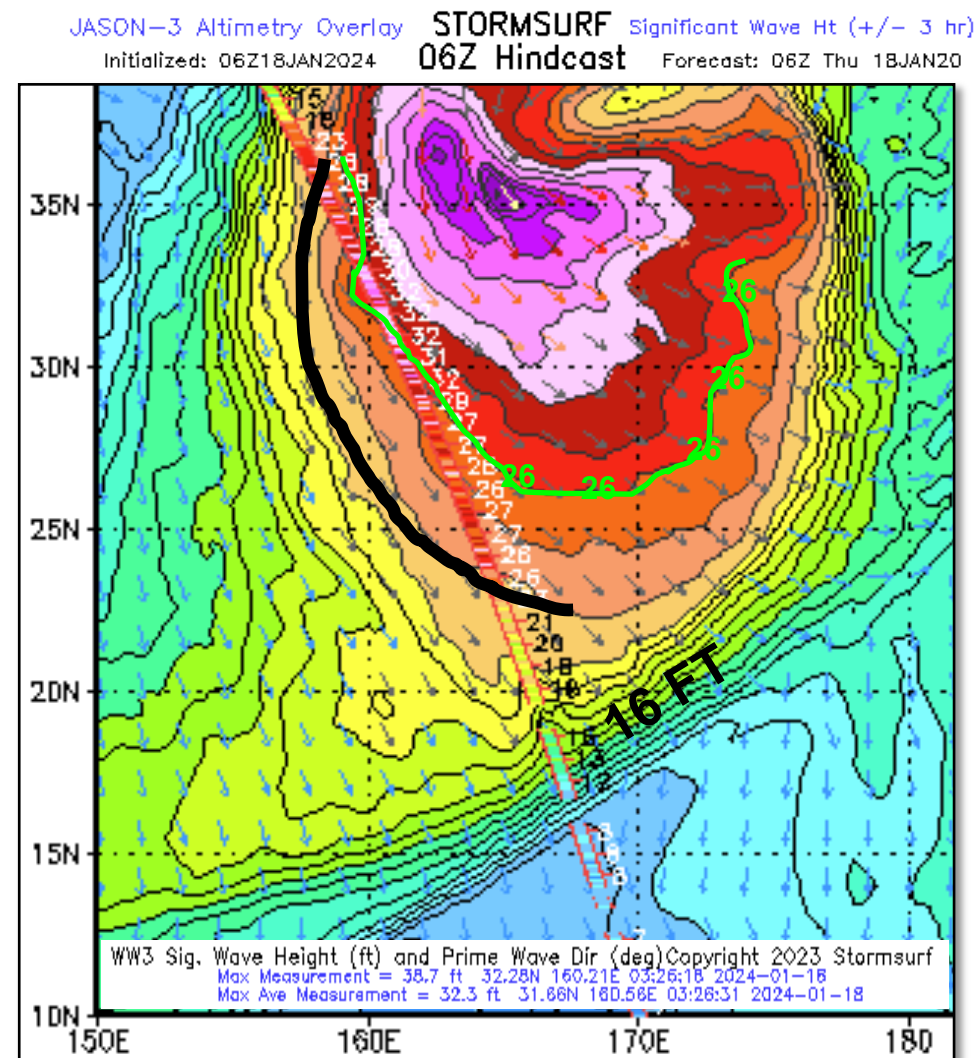 JASON-3 Altimetry Overlay STORMSURF Significant Wave Ht (+/- 3 hr)
Initialized: 06Z18JAN2024 06Z Hindcast Forecast: 06Z Thu 18JAN20
15
18
23
35N
26
32
30N
31
26
32
28
27
27
26
26
26
26
26
27
25N
27
26
26
21
20
18
20N
16 FT
13
12
15N
8
WW3 Sig. Wave Height (ft) and Prime Wave Dir (deg)Copyright 2023 Stormsurf
Max Measurement = 38.7 ft 32.28N 160.21E 03:26:18 2024-01-18
Max Ave Measurement = 32.3 ft 31.66N 160.56E 03:26:31 2024-01-18
10N
150E 160E 170E 180